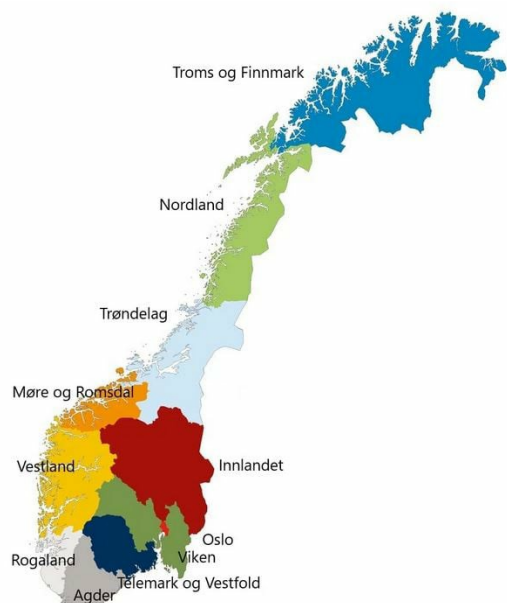 Troms og Finnmark
Nordland
Trøndelag
Møre og Romsdal
Vestland
Innlandet
Oslo
Rogaland
Viken
Telemark og Vestfold
Agder